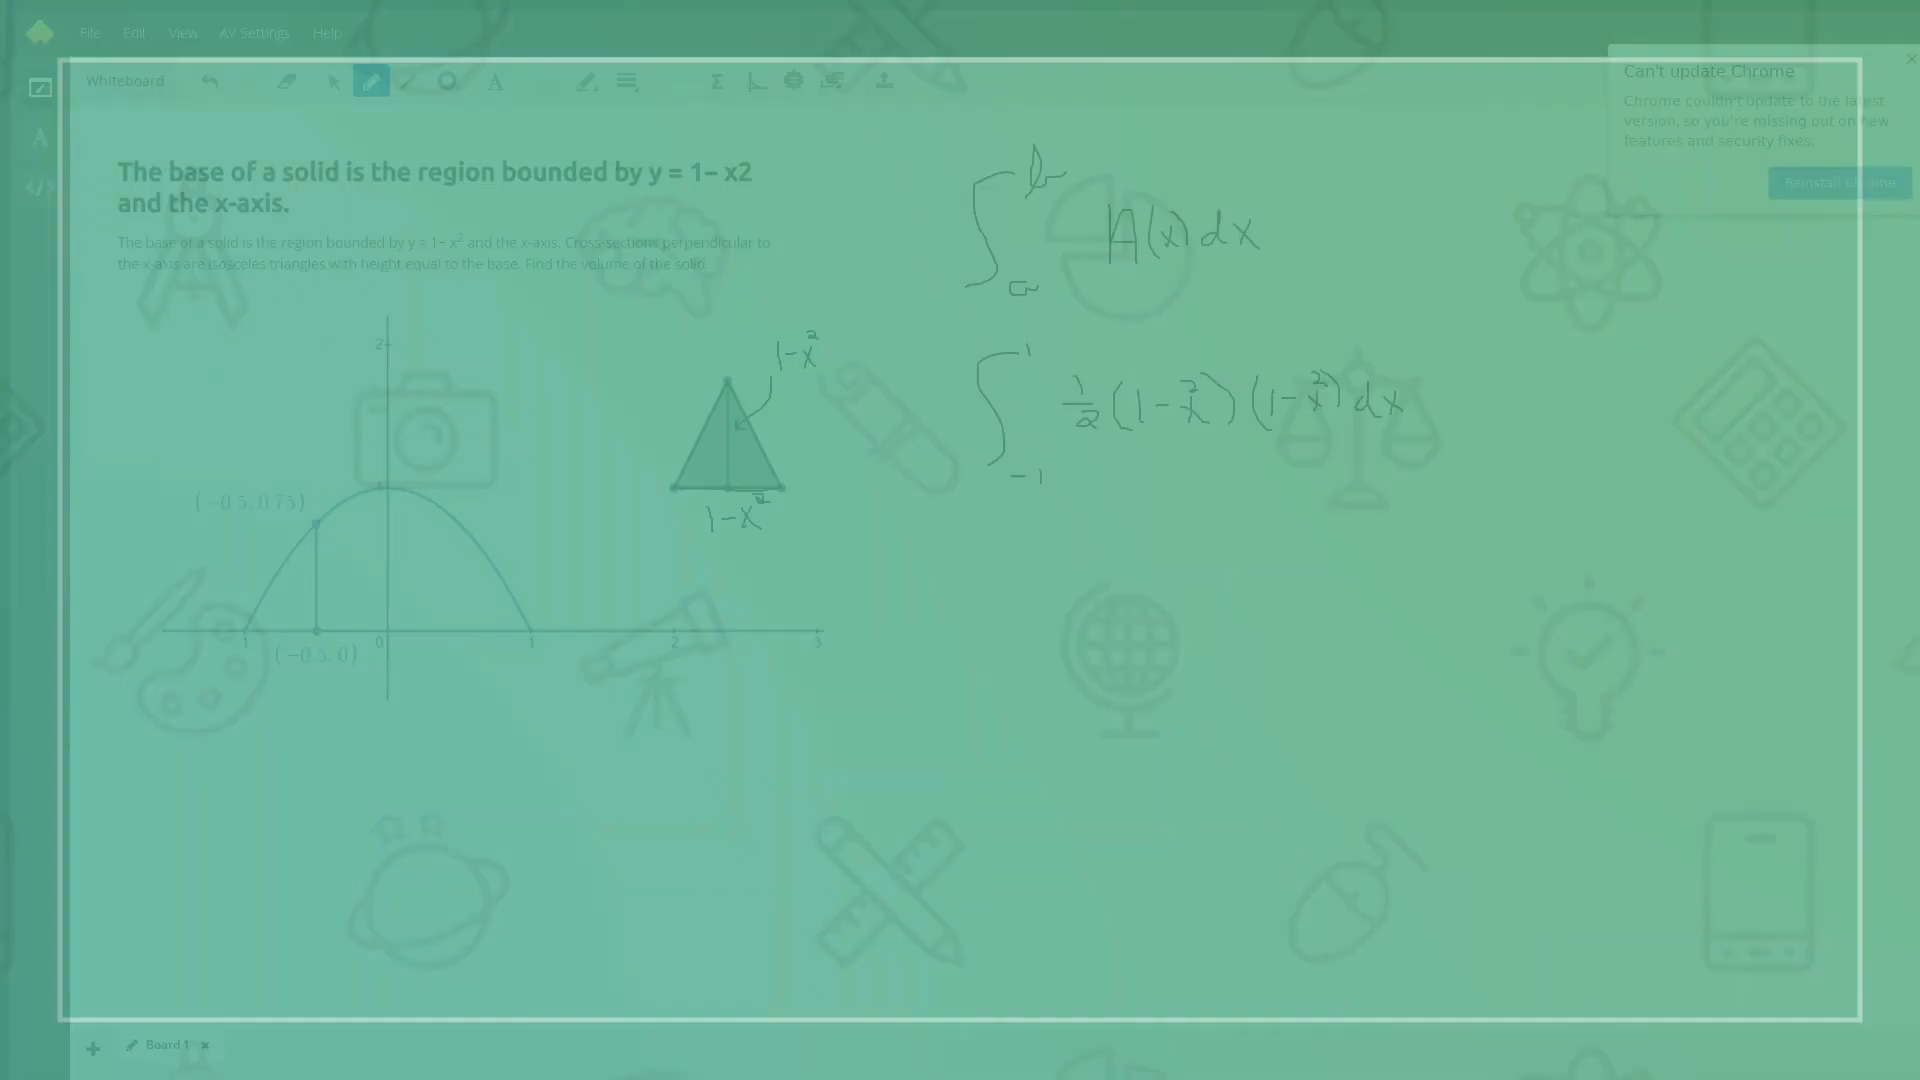 File Edit View AV Settings Help
Whiteboard
Can't update Chrome
Chrome couldn't update to the latest
version, so you're missing out on new
features and security fixes.
Reinstall Chrome
The base of a solid is the region bounded by y = 1– x2
and the x-axis.
The base of a solid is the region bounded by y = 1– x² and the x-axis. Cross-sections perpendicular to
the x-axis are isosceles triangles with height equal to the base. Find the volume of the solid.
∫ₐᵇ A(x) dx
∫₋₁¹ 1/2 (1-x²)(1-x²) dx
1-x²
1-x²
2
1
(−0.5, 0.75)
1 0 1 2 3
(−0.5, 0)
Board 1